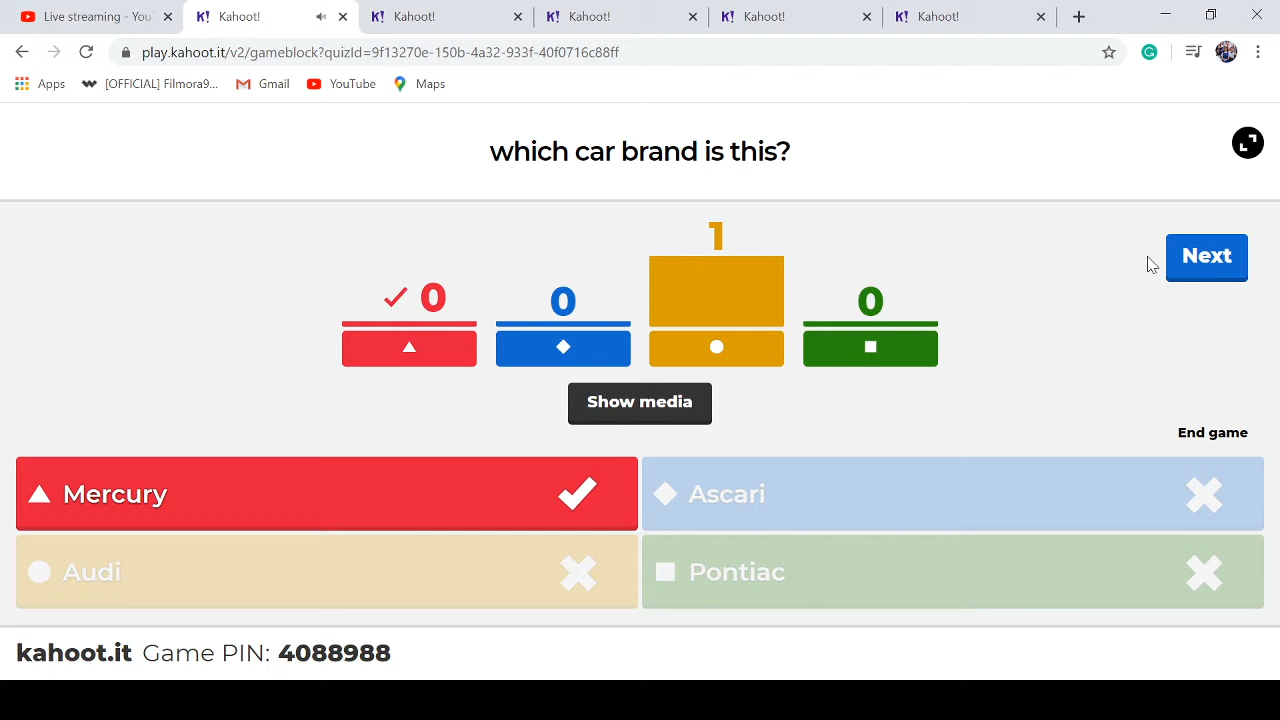 Live streaming - YouT
K! Kahoot!
K! Kahoot!
K! Kahoot!
K! Kahoot!
K! Kahoot!
play.kahoot.it/v2/gameblock?quizId=9f13270e-150b-4a32-933f-40f0716c88ff
Apps
[OFFICIAL] Filmora9...
Gmail
YouTube
Maps
which car brand is this?
Next
0
0
1
0
Show media
End game
Mercury
Ascari
Audi
Pontiac
kahoot.it Game PIN: 4088988